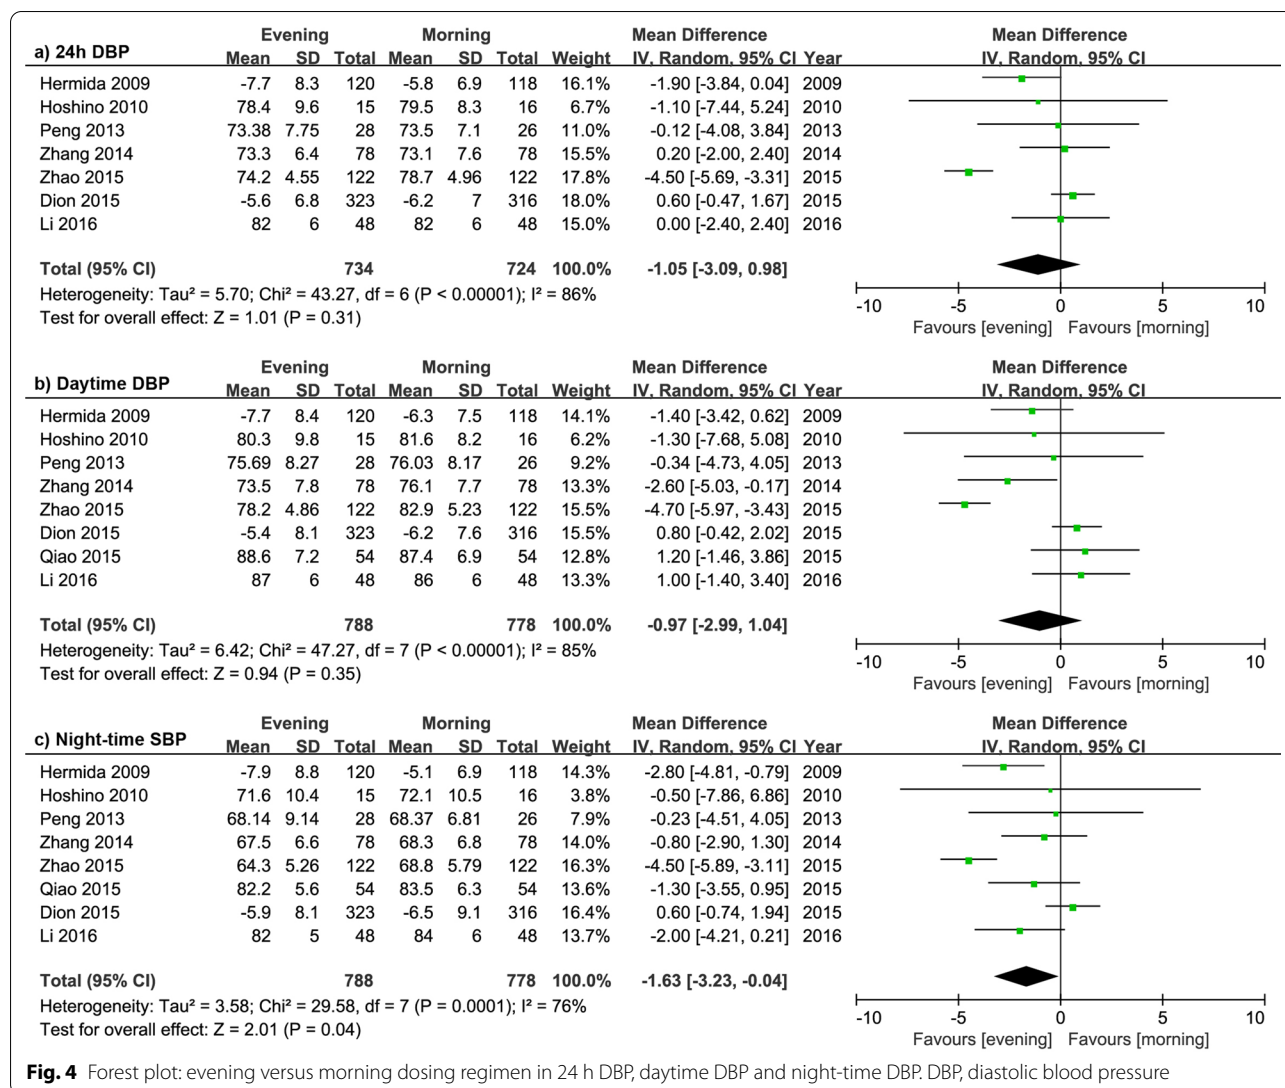 Evening Morning Mean Difference Mean Difference
a) 24h DBP Mean SD Total Mean SD Total Weight IV, Random, 95% CI Year IV, Random, 95% CI
Hermida 2009 -7.7 8.3 120 -5.8 6.9 118 16.1% -1.90 [-3.84, 0.04] 2009
Hoshino 2010 78.4 9.6 15 79.5 8.3 16 6.7% -1.10 [-7.44, 5.24] 2010
Peng 2013 73.38 7.75 28 73.5 7.1 26 11.0% -0.12 [-4.08, 3.84] 2013
Zhang 2014 73.3 6.4 78 73.1 7.6 78 15.5% 0.20 [-2.00, 2.40] 2014
Zhao 2015 74.2 4.55 122 78.7 4.96 122 17.8% -4.50 [-5.69, -3.31] 2015
Dion 2015 -5.6 6.8 323 -6.2 7 316 18.0% 0.60 [-0.47, 1.67] 2015
Li 2016 82 6 48 82 6 48 15.0% 0.00 [-2.40, 2.40] 2016
Total (95% CI) 734 724 100.0% -1.05 [-3.09, 0.98]
Heterogeneity: Tau² = 5.70; Chi² = 43.27, df = 6 (P < 0.00001); I² = 86%
Test for overall effect: Z = 1.01 (P = 0.31)
-10 -5 0 5 10
Favours [evening] Favours [morning]
Evening Morning Mean Difference Mean Difference
b) Daytime DBP Mean SD Total Mean SD Total Weight IV, Random, 95% CI Year IV, Random, 95% CI
Hermida 2009 -7.7 8.4 120 -6.3 7.5 118 14.1% -1.40 [-3.42, 0.62] 2009
Hoshino 2010 80.3 9.8 15 81.6 8.2 16 6.2% -1.30 [-7.68, 5.08] 2010
Peng 2013 75.69 8.27 28 76.03 8.17 26 9.2% -0.34 [-4.73, 4.05] 2013
Zhang 2014 73.5 7.8 78 76.1 7.7 78 13.3% -2.60 [-5.03, -0.17] 2014
Zhao 2015 78.2 4.86 122 82.9 5.23 122 15.5% -4.70 [-5.97, -3.43] 2015
Dion 2015 -5.4 8.1 323 -6.2 7.6 316 15.5% 0.80 [-0.42, 2.02] 2015
Qiao 2015 88.6 7.2 54 87.4 6.9 54 12.8% 1.20 [-1.46, 3.86] 2015
Li 2016 87 6 48 86 6 48 13.3% 1.00 [-1.40, 3.40] 2016
Total (95% CI) 788 778 100.0% -0.97 [-2.99, 1.04]
Heterogeneity: Tau² = 6.42; Chi² = 47.27, df = 7 (P < 0.00001); I² = 85%
Test for overall effect: Z = 0.94 (P = 0.35)
-10 -5 0 5 10
Favours [evening] Favours [morning]
Evening Morning Mean Difference Mean Difference
c) Night-time SBP Mean SD Total Mean SD Total Weight IV, Random, 95% CI Year IV, Random, 95% CI
Hermida 2009 -7.9 8.8 120 -5.1 6.9 118 14.3% -2.80 [-4.81, -0.79] 2009
Hoshino 2010 71.6 10.4 15 72.1 10.5 16 3.8% -0.50 [-7.86, 6.86] 2010
Peng 2013 68.14 9.14 28 68.37 6.81 26 7.9% -0.23 [-4.51, 4.05] 2013
Zhang 2014 67.5 6.6 78 68.3 6.8 78 14.0% -0.80 [-2.90, 1.30] 2014
Zhao 2015 64.3 5.26 122 68.8 5.79 122 16.3% -4.50 [-5.89, -3.11] 2015
Qiao 2015 82.2 5.6 54 83.5 6.3 54 13.6% -1.30 [-3.55, 0.95] 2015
Dion 2015 -5.9 8.1 323 -6.5 9.1 316 16.4% 0.60 [-0.74, 1.94] 2015
Li 2016 82 5 48 84 6 48 13.7% -2.00 [-4.21, 0.21] 2016
Total (95% CI) 788 778 100.0% -1.63 [-3.23, -0.04]
Heterogeneity: Tau² = 3.58; Chi² = 29.58, df = 7 (P = 0.0001); I² = 76%
Test for overall effect: Z = 2.01 (P = 0.04)
-10 -5 0 5 10
Favours [evening] Favours [morning]
Fig. 4 Forest plot: evening versus morning dosing regimen in 24 h DBP, daytime DBP and night-time DBP. DBP, diastolic blood pressure